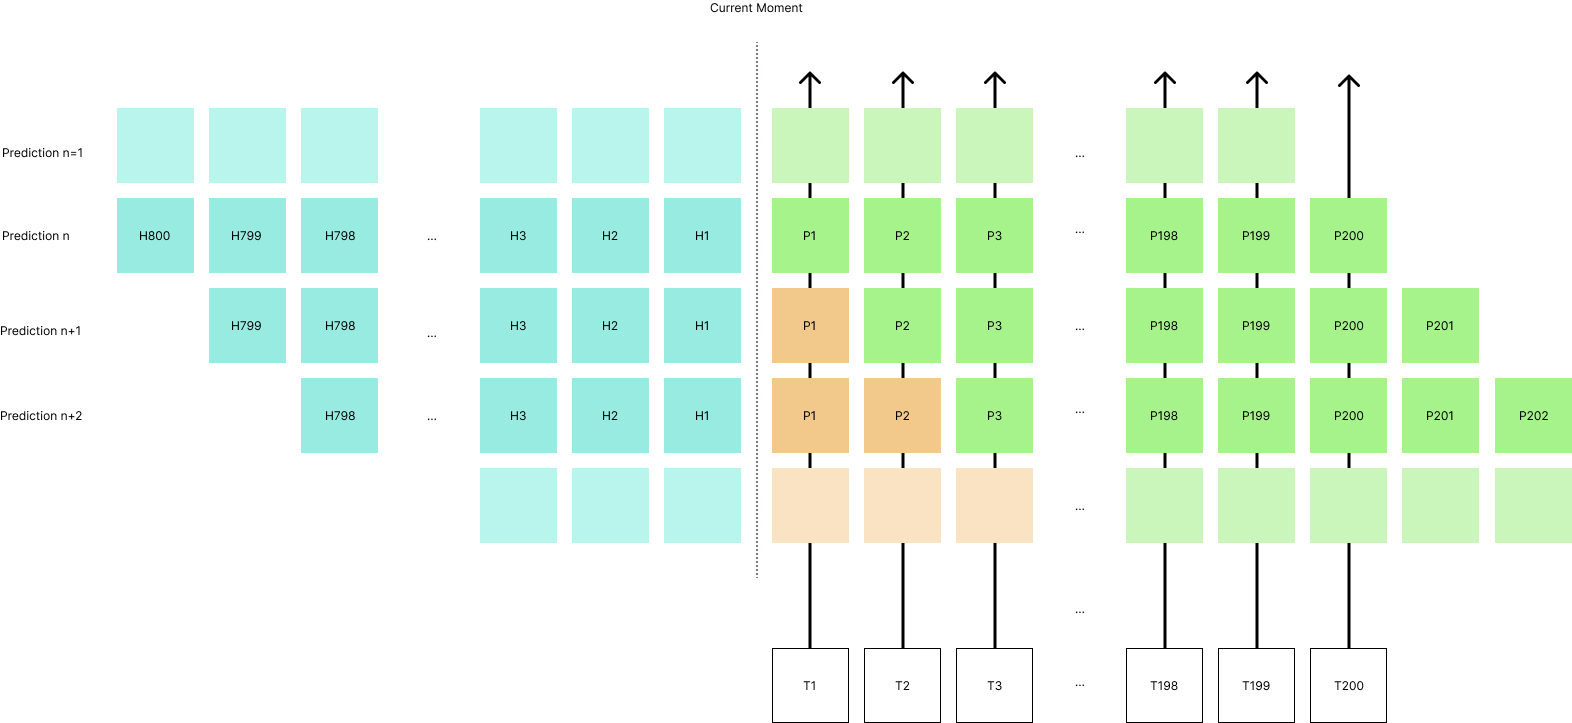 Current Moment
Prediction n=1
...
Prediction n
H800 H799 H798 ... H3 H2 H1 P1 P2 P3 ... P198 P199 P200
Prediction n+1
H799 H798 ... H3 H2 H1 P1 P2 P3 ... P198 P199 P200 P201
Prediction n+2
H798 ... H3 H2 H1 P1 P2 P3 ... P198 P199 P200 P201 P202
...
...
T1 T2 T3 ... T198 T199 T200